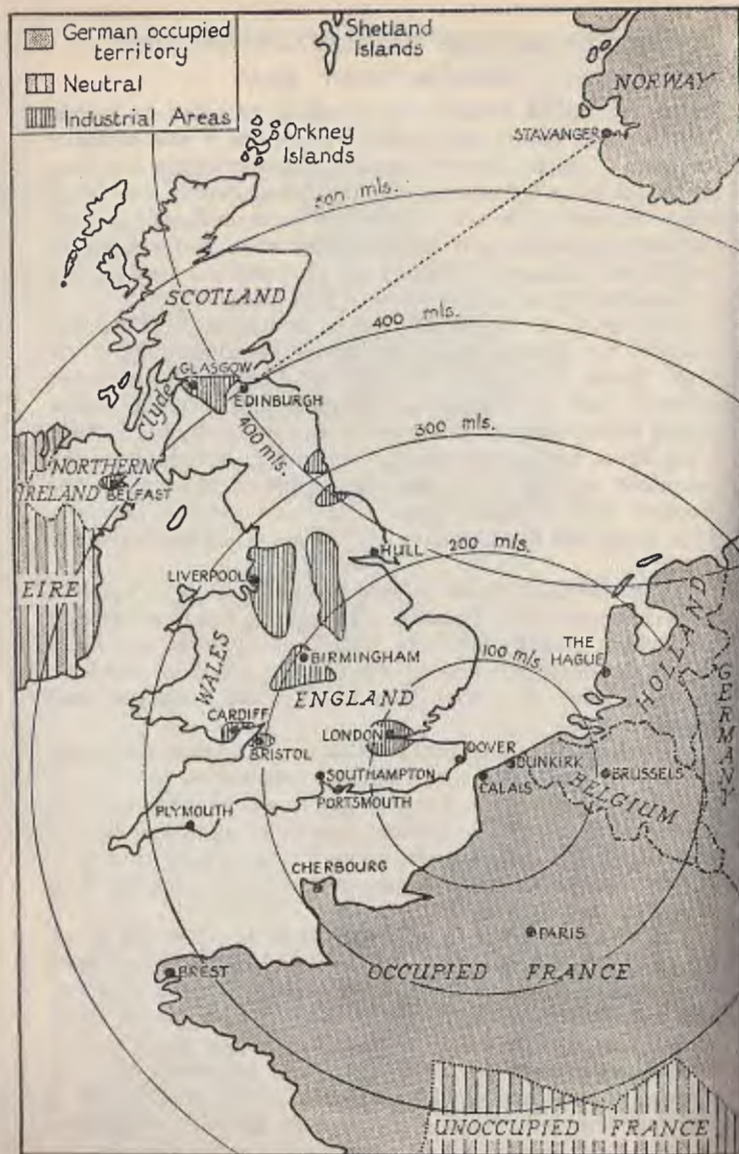 German occupied
territory
Neutral
Industrial Areas
Shetland
Islands
NORWAY
Orkney
Islands
STAVANGER
500 mls.
SCOTLAND
400 mls.
GLASGOW
Clyde
EDINBURGH
400 mls.
300 mls.
NORTHERN
IRELAND
BELFAST
HULL
200 mls.
LIVERPOOL
EIRE
THE
HAGUE
HOLLAND
GERMANY
BIRMINGHAM
100 mls.
WALES
ENGLAND
CARDIFF
LONDON
BRISTOL
DOVER
DUNKIRK
SOUTHAMPTON
CALAIS
BRUSSELS
BELGIUM
PORTSMOUTH
PLYMOUTH
CHERBOURG
PARIS
BREST
OCCUPIED FRANCE
UNOCCUPIED FRANCE